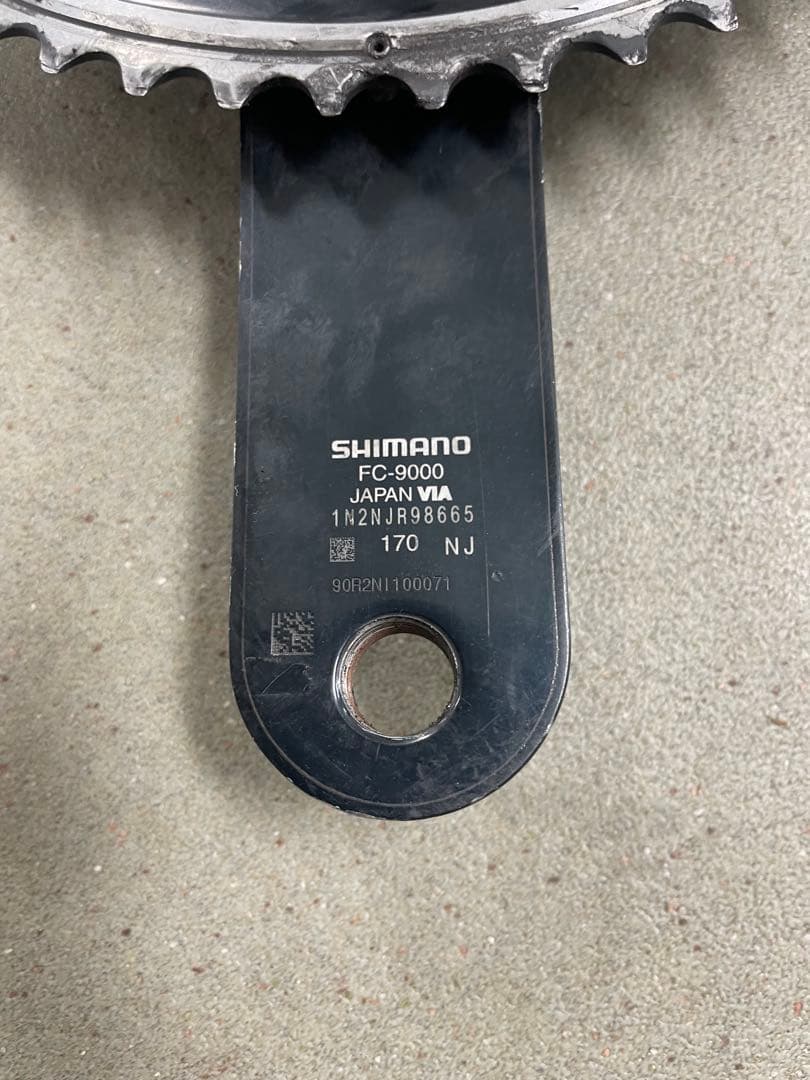 SHIMANO
FC-9000
JAPAN VIA
1N2NJR98665
170 NJ
90R2NI100071